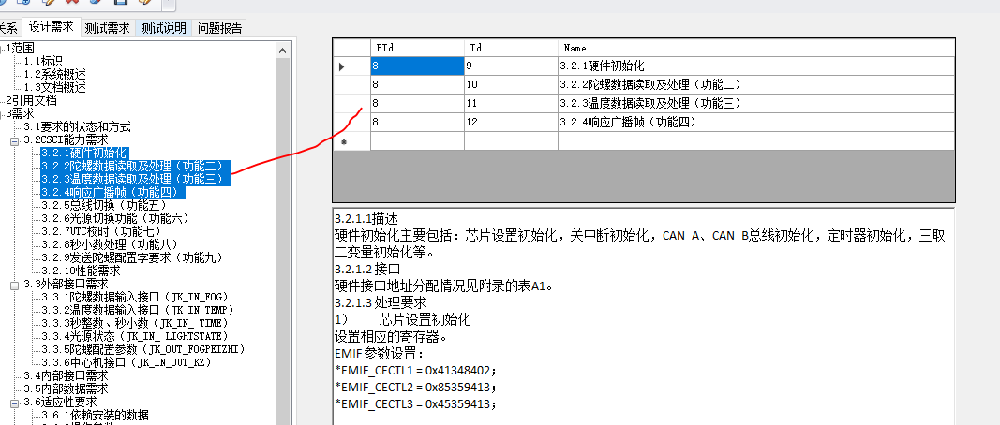 关系 设计需求 测试需求 测试说明 问题报告
1范围
1.1标识
1.2系统概述
1.3文档概述
2引用文档
3需求
3.1要求的状态和方式
3.2CSCI能力需求
3.2.1硬件初始化
3.2.2陀螺数据读取及处理（功能二）
3.2.3温度数据读取及处理（功能三）
3.2.4响应广播帧（功能四）
3.2.5总线切换（功能五）
3.2.6光源切换功能（功能六）
3.2.7UTC校时（功能七）
3.2.8秒小数处理（功能八）
3.2.9发送陀螺配置字要求（功能九）
3.2.10性能需求
3.3外部接口需求
3.3.1陀螺数据输入接口（JK_IN_FOG）
3.3.2温度数据输入接口（JK_IN_TEMP）
3.3.3秒整数、秒小数（JK_IN_ TIME）
3.3.4光源状态（JK_IN_ LIGHTSTATE）
3.3.5陀螺配置参数（JK_OUT_FOGPEIZHI）
3.3.6中心机接口（JK_IN_OUT_KZ）
3.4内部接口需求
3.5内部数据需求
3.6适应性要求
3.6.1依赖安装的数据
PId Id Name
8 9 3.2.1硬件初始化
8 10 3.2.2陀螺数据读取及处理（功能二）
8 11 3.2.3温度数据读取及处理（功能三）
8 12 3.2.4响应广播帧（功能四）
*
3.2.1.1描述
硬件初始化主要包括：芯片设置初始化，关中断初始化，CAN_A、CAN_B总线初始化，定时器初始化，三取
二变量初始化等。
3.2.1.2 接口
硬件接口地址分配情况见附录的表A1。
3.2.1.3 处理要求
1） 芯片设置初始化
设置相应的寄存器。
EMIF参数设置：
*EMIF_CECTL1 = 0x41348402；
*EMIF_CECTL2 = 0x85359413；
*EMIF_CECTL3 = 0x45359413；